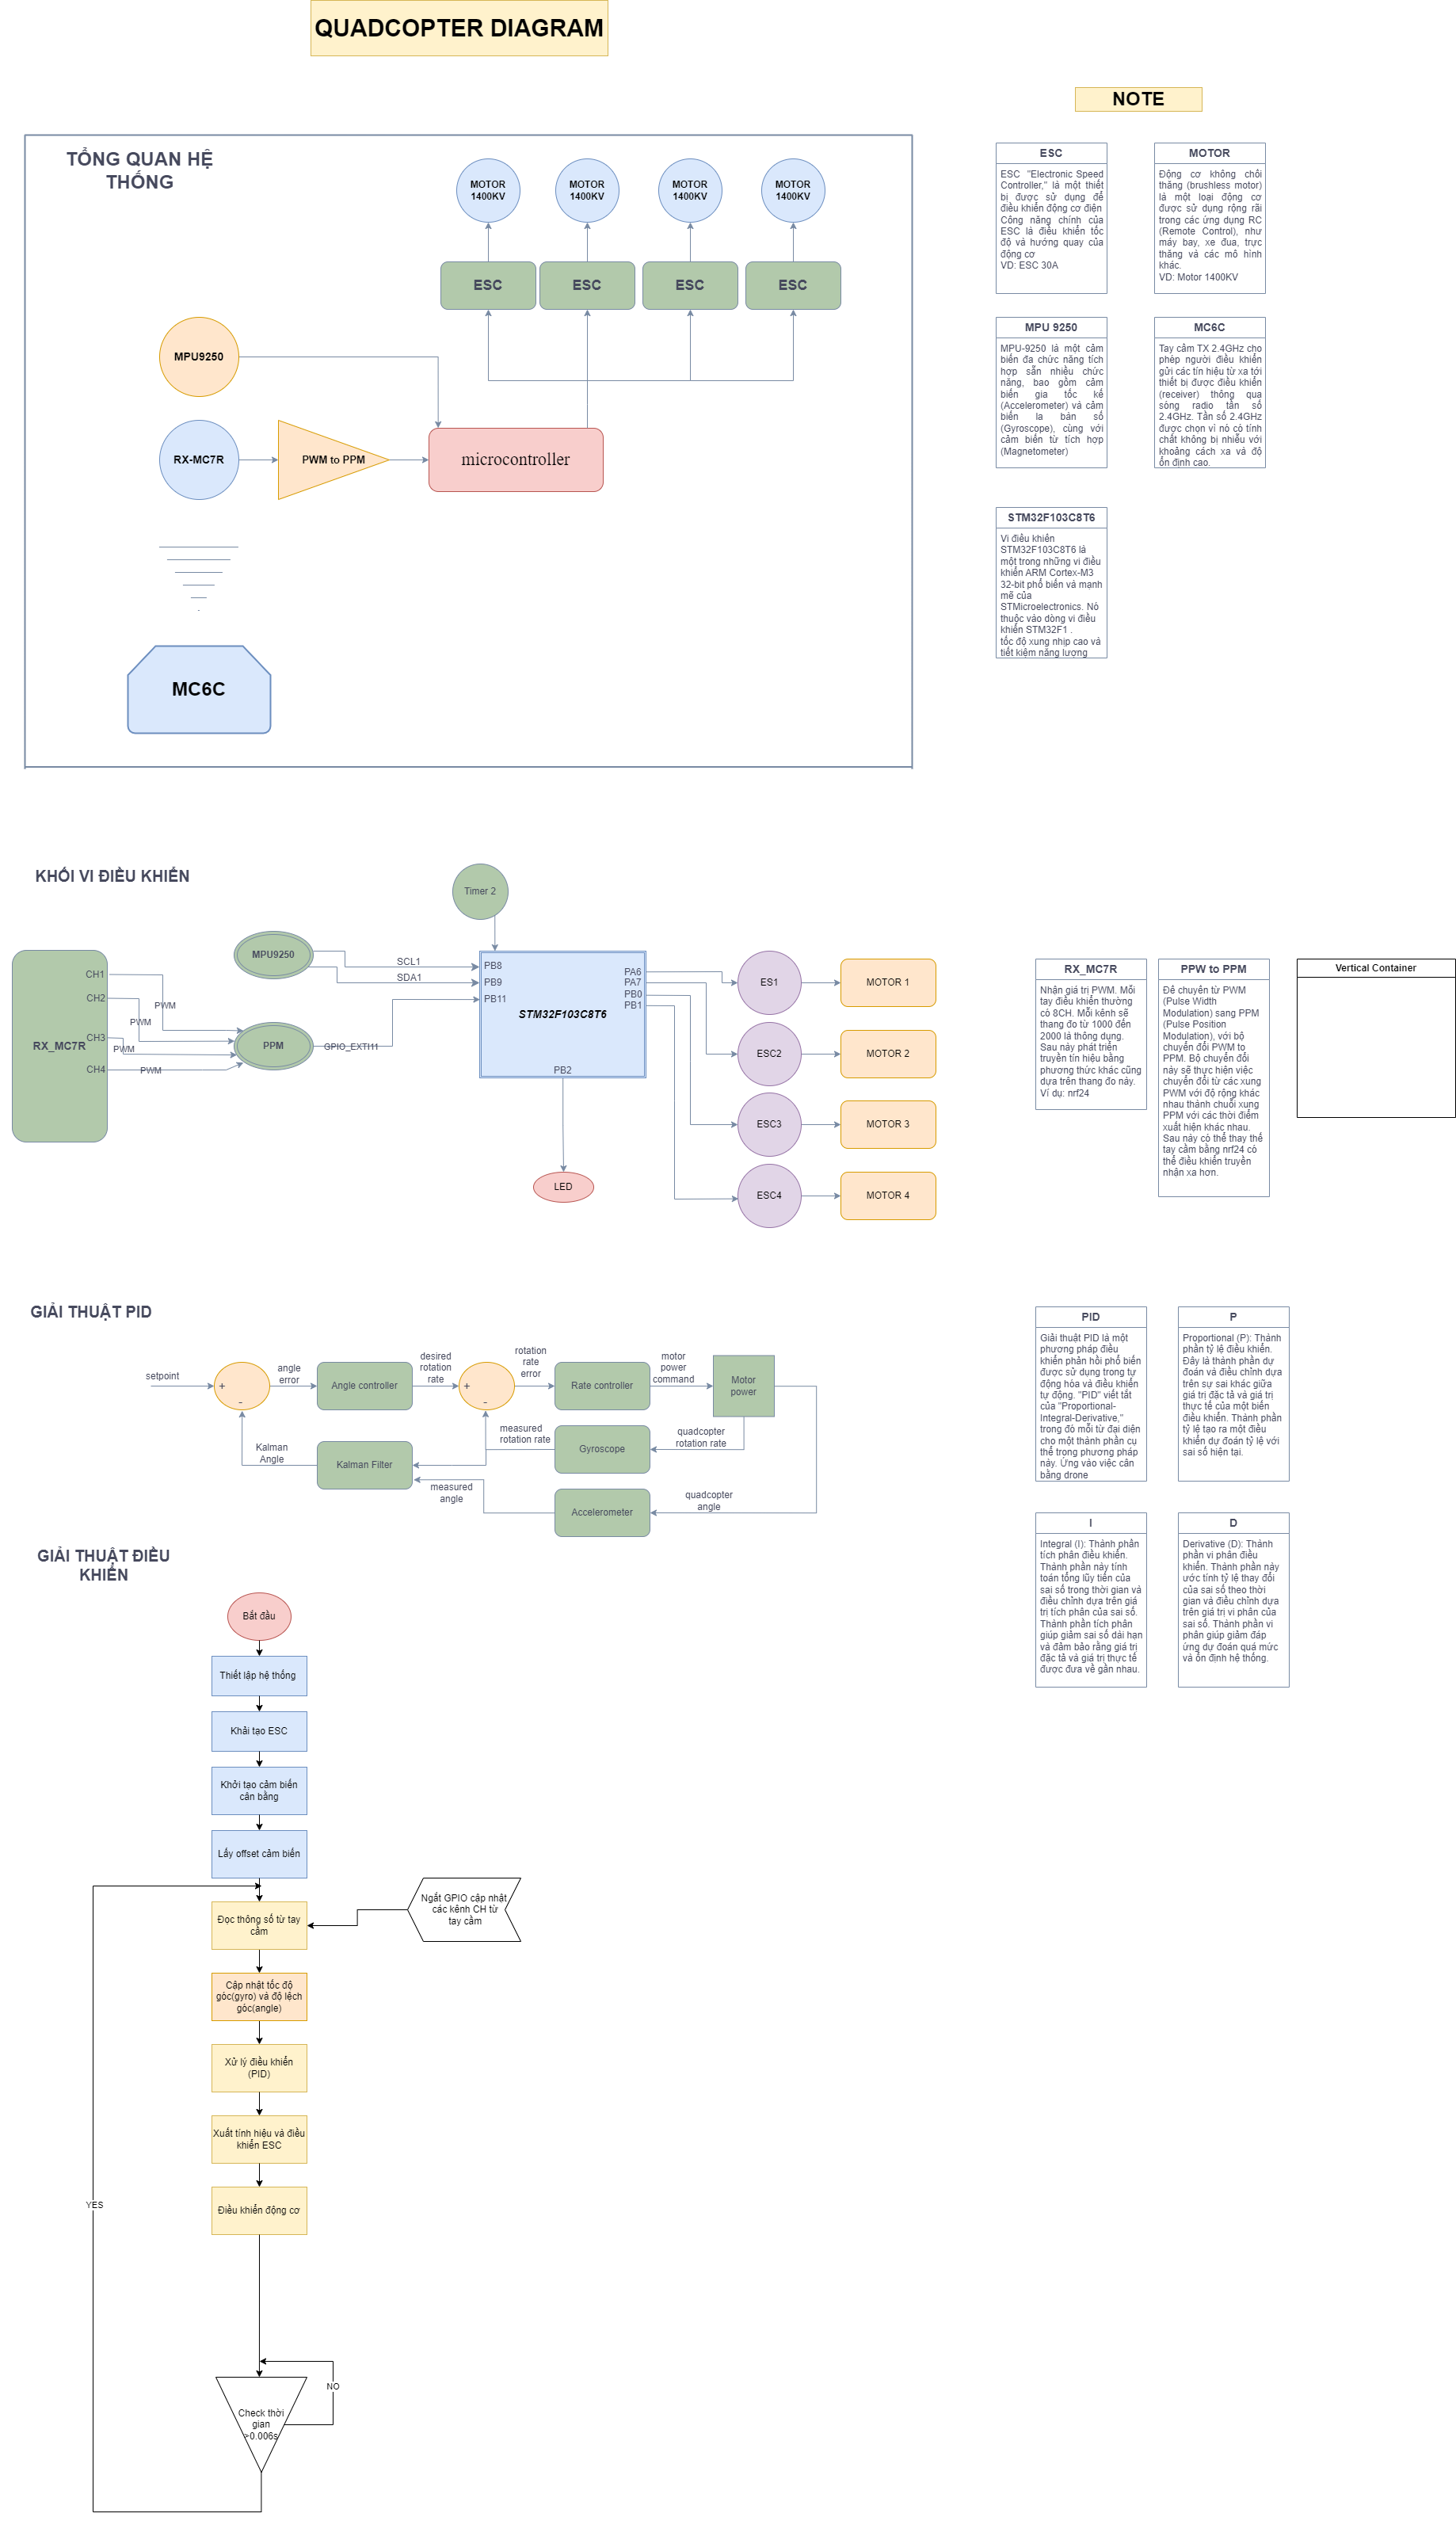 QUADCOPTER DIAGRAM
NOTE
TỔNG QUAN HỆ
THỐNG
MOTOR
1400KV
MOTOR
1400KV
MOTOR
1400KV
MOTOR
1400KV
ESC
ESC
ESC
ESC
MPU9250
RX-MC7R
PWM to PPM
microcontroller
MC6C
ESC
ESC "Electronic Speed
Controller," là một thiết
bị được sử dụng để
điều khiển động cơ điện
Công năng chính của
ESC là điều khiển tốc
độ và hướng quay của
động cơ
VD: ESC 30A
MOTOR
Động cơ không chổi
thăng (brushless motor)
là một loại động cơ
được sử dụng rộng rãi
trong các ứng dụng RC
(Remote Control), như
máy bay, xe đua, trực
thăng và các mô hình
khác.
VD: Motor 1400KV
MPU 9250
MPU-9250 là một cảm
biến đa chức năng tích
hợp sẵn nhiều chức
năng, bao gồm cảm
biến gia tốc kế
(Accelerometer) và cảm
biến la bàn số
(Gyroscope), cùng với
cảm biến từ tích hợp
(Magnetometer)
MC6C
Tay cầm TX 2.4GHz cho
phép người điều khiển
gửi các tín hiệu từ xa tới
thiết bị được điều khiển
(receiver) thông qua
sóng radio tần số
2.4GHz. Tần số 2.4GHz
được chọn vì nó có tính
chất không bị nhiễu với
khoảng cách xa và độ
ổn định cao.
STM32F103C8T6
Vi điều khiển
STM32F103C8T6 là
một trong những vi điều
khiển ARM Cortex-M3
32-bit phổ biến và mạnh
mẽ của
STMicroelectronics. Nó
thuộc vào dòng vi điều
khiển STM32F1 .
tốc độ xung nhịp cao và
tiết kiệm năng lượng
KHỐI VI ĐIỀU KHIỂN
Timer 2
RX_MC7R
CH1
CH2
CH3
CH4
PWM
PWM
PWM
PWM
MPU9250
PPM
SCL1
SDA1
GPIO_EXTI11
PB8
PB9
PB11
STM32F103C8T6
PA6
PA7
PB0
PB1
PB2
LED
ES1
ESC2
ESC3
ESC4
MOTOR 1
MOTOR 2
MOTOR 3
MOTOR 4
RX_MC7R
Nhận giá trị PWM. Mỗi
tay điều khiển thường
có 8CH. Mỗi kênh sẽ
thang đo từ 1000 đến
2000 là thông dụng.
Sau này phát triển
truyền tín hiệu bằng
phương thức khác cũng
dựa trên thang đo này.
Ví dụ: nrf24
PPW to PPM
Để chuyển từ PWM
(Pulse Width
Modulation) sang PPM
(Pulse Position
Modulation), với bộ
chuyển đổi PWM to
PPM. Bộ chuyển đổi
này sẽ thực hiện việc
chuyển đổi từ các xung
PWM với độ rộng khác
nhau thành chuỗi xung
PPM với các thời điểm
xuất hiện khác nhau.
Sau này có thể thay thế
tay cầm bằng nrf24 có
thể điều khiển truyền
nhận xa hơn.
Vertical Container
GIẢI THUẬT PID
setpoint
+
-
angle
error
Angle controller
desired
rotation
rate
+
-
rotation
rate
error
Rate controller
motor
power
command
Motor
power
Kalman
Angle
Kalman Filter
measured
rotation rate
Gyroscope
quadcopter
rotation rate
measured
angle
Accelerometer
quadcopter
angle
PID
Giải thuật PID là một
phương pháp điều
khiển phản hồi phổ biến
được sử dụng trong tự
động hóa và điều khiển
tự động. "PID" viết tắt
của "Proportional-
Integral-Derivative,"
trong đó mỗi từ đại diện
cho một thành phần cụ
thể trong phương pháp
này. Ứng vào việc cân
bằng drone
P
Proportional (P): Thành
phần tỷ lệ điều khiển.
Đây là thành phần dự
đoán và điều chỉnh dựa
trên sự sai khác giữa
giá trị đặc tả và giá trị
thực tế của một biến
điều khiển. Thành phần
tỷ lệ tạo ra một điều
khiển dự đoán tỷ lệ với
sai số hiện tại.
I
Integral (I): Thành phần
tích phân điều khiển.
Thành phần này tính
toán tổng lũy tiến của
sai số trong thời gian và
điều chỉnh dựa trên giá
trị tích phân của sai số.
Thành phần tích phân
giúp giảm sai số dài hạn
và đảm bảo rằng giá trị
đặc tả và giá trị thực tế
được đưa về gần nhau.
D
Derivative (D): Thành
phần vi phân điều
khiển. Thành phần này
ước tính tỷ lệ thay đổi
của sai số theo thời
gian và điều chỉnh dựa
trên giá trị vi phân của
sai số. Thành phần vi
phân giúp giảm đáp
ứng dự đoán quá mức
và ổn định hệ thống.
GIẢI THUẬT ĐIỀU
KHIỂN
Bắt đầu
Thiết lập hệ thống
Khải tạo ESC
Khởi tạo cảm biến
cân bằng
Lấy offset cảm biến
Đọc thông số từ tay
cầm
Ngắt GPIO cập nhật
các kênh CH từ
tay cầm
Cập nhật tốc độ
góc(gyro) và độ lệch
góc(angle)
Xử lý điều khiển
(PID)
Xuất tính hiệu và điều
khiển ESC
Điều khiển động cơ
YES
NO
Check thời
gian
>0.006s